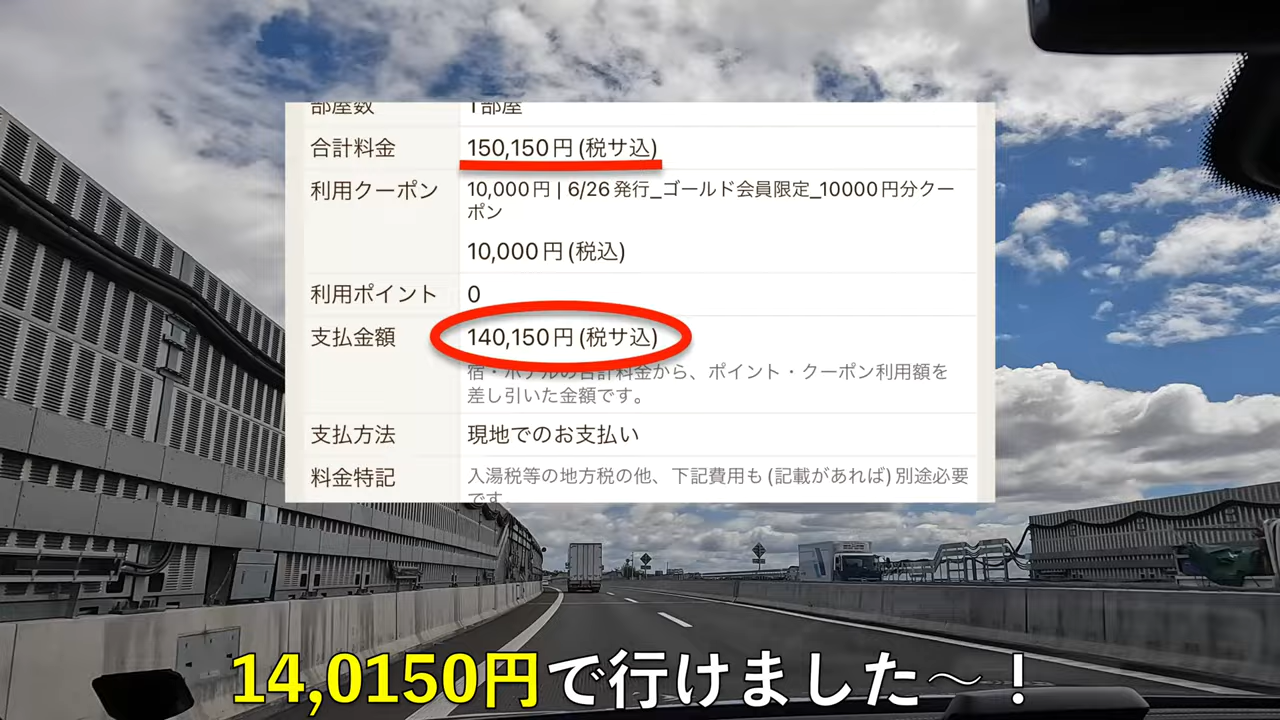 部屋数 1部屋
合計料金 150,150円(税サ込)
利用クーポン 10,000円 | 6/26発行_ゴールド会員限定_10000円分クー
ポン
10,000円(税込)
利用ポイント 0
支払金額 140,150円(税サ込)
宿・ホテルの合計料金から、ポイント・クーポン利用額を
差し引いた金額です。
支払方法 現地でのお支払い
料金特記 入湯税等の地方税の他、下記費用も(記載があれば)別途必要
です。
14,0150円で行けました〜！